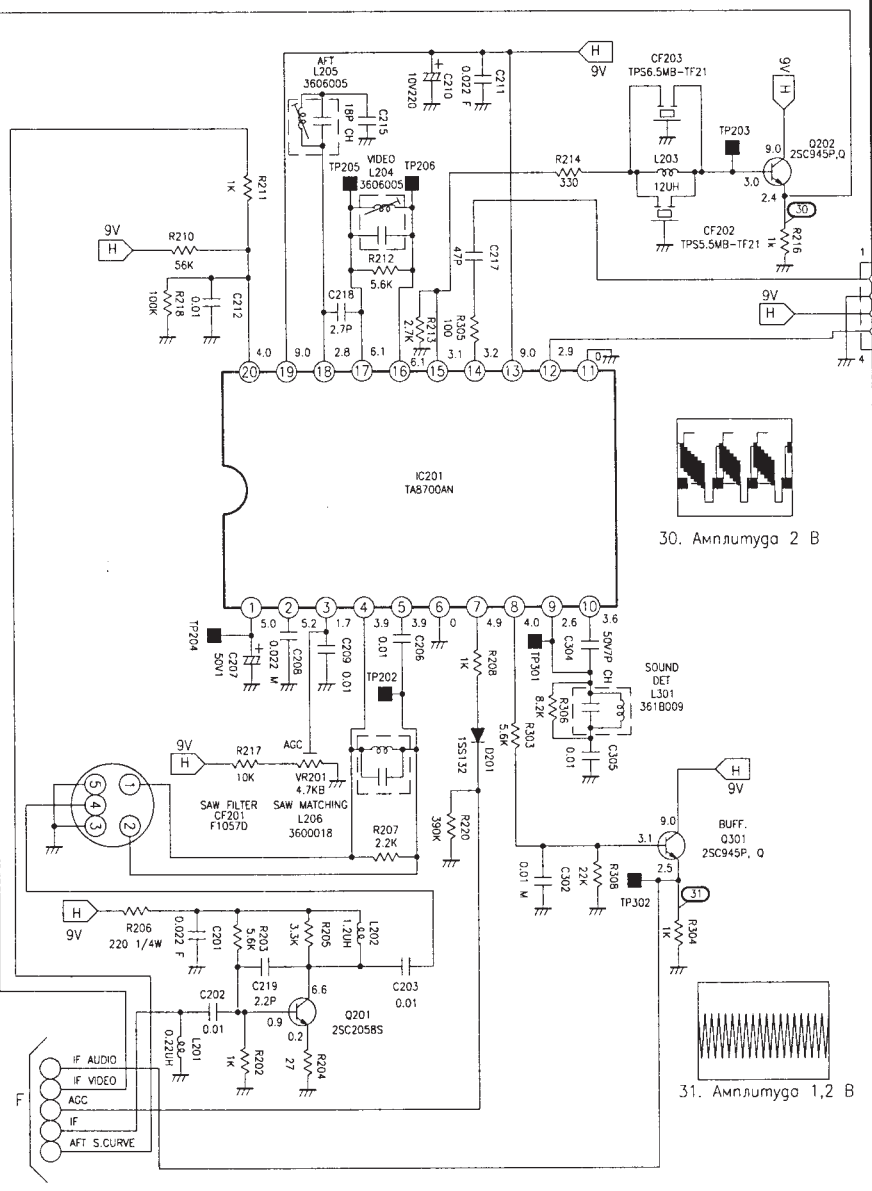 AFT
L205
3606005
18P CH
C215
10V220
C210
0.022 F
C211
H
9V
CF203
TPS6.5MB-TF21
9V
H
TP203
Q202
2SC945P,Q
9.0
3.0
2.4
30
R216
1k
R214
330
L203
12UH
CF202
TPS5.5MB-TF21
VIDEO
L204
3606005
TP205
TP206
R212
5.6K
C218
2.7P
R211
1K
9V
H
R210
56K
R218
100K
0.01
C212
C217
47P
R213
2.7K
R305
100
9V
H
1
4
4.0
9.0
2.8
6.1
6.1
3.1
3.2
9.0
2.9
0
20
19
18
17
16
15
14
13
12
11
IC201
TA8700AN
30. Амплитуда 2 В
1
2
3
4
5
6
7
8
9
10
5.0
5.2
1.7
3.9
3.9
0
4.9
4.0
2.6
3.6
TP204
50V1
C207
0.022 M
C208
C209 0.01
0.01
C206
TP202
R208
1K
D201
1SS132
R220
390K
R303
5.6K
TP301
C304
50V7P CH
SOUND
DET
L301
361B009
R306
8.2K
C305
0.01
9V
H
R217
10K
AGC
VR201
4.7KB
SAW FILTER
CF201
F1057D
SAW MATCHING
L206
3600018
R207
2.2K
5
4
3
1
2
H
9V
9.0
3.1
2.5
BUFF.
Q301
2SC945P, Q
TP302
31
R304
1K
0.01 M
C302
R308
22K
H
9V
R206
220 1/4W
0.022 F
C201
R203
5.6K
R205
3.3K
L202
1.2UH
C219
2.2P
C203
0.01
C202
0.01
L201
0.22UH
6.6
0.9
0.2
Q201
2SC2058S
R202
1K
R204
27
31. Амплитуда 1,2 В
F
IF AUDIO
IF VIDEO
AGC
IF
AFT S.CURVE